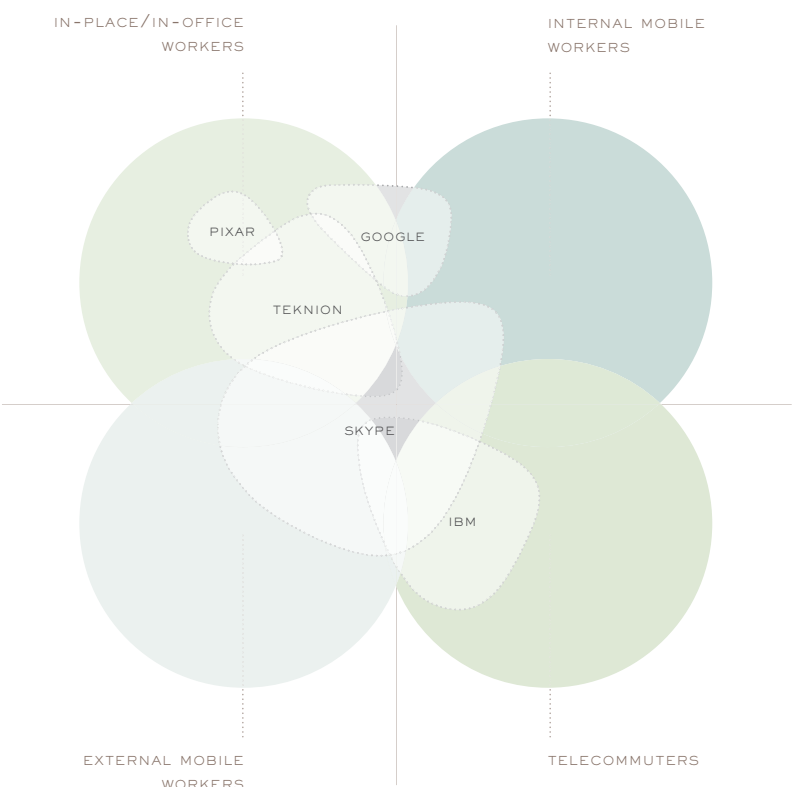 IN-PLACE/IN-OFFICE
WORKERS
INTERNAL MOBILE
WORKERS
PIXAR
GOOGLE
TEKNION
SKYPE
IBM
EXTERNAL MOBILE
WORKERS
TELECOMMUTERS